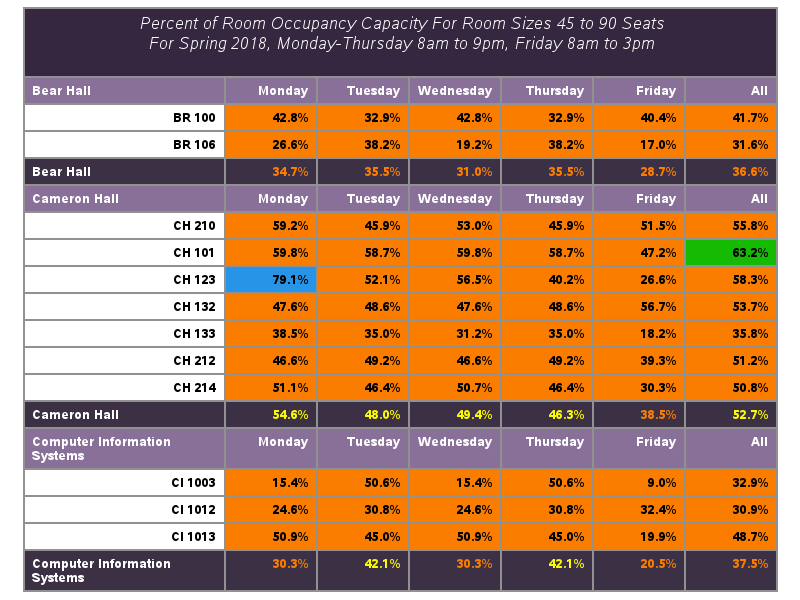 Percent of Room Occupancy Capacity For Room Sizes 45 to 90 Seats
For Spring 2018, Monday-Thursday 8am to 9pm, Friday 8am to 3pm
Bear Hall Monday Tuesday Wednesday Thursday Friday All
BR 100 42.8% 32.9% 42.8% 32.9% 40.4% 41.7%
BR 106 26.6% 38.2% 19.2% 38.2% 17.0% 31.6%
Bear Hall 34.7% 35.5% 31.0% 35.5% 28.7% 36.6%
Cameron Hall Monday Tuesday Wednesday Thursday Friday All
CH 210 59.2% 45.9% 53.0% 45.9% 51.5% 55.8%
CH 101 59.8% 58.7% 59.8% 58.7% 47.2% 63.2%
CH 123 79.1% 52.1% 56.5% 40.2% 26.6% 58.3%
CH 132 47.6% 48.6% 47.6% 48.6% 56.7% 53.7%
CH 133 38.5% 35.0% 31.2% 35.0% 18.2% 35.8%
CH 212 46.6% 49.2% 46.6% 49.2% 39.3% 51.2%
CH 214 51.1% 46.4% 50.7% 46.4% 30.3% 50.8%
Cameron Hall 54.6% 48.0% 49.4% 46.3% 38.5% 52.7%
Computer Information Monday Tuesday Wednesday Thursday Friday All
Systems
CI 1003 15.4% 50.6% 15.4% 50.6% 9.0% 32.9%
CI 1012 24.6% 30.8% 24.6% 30.8% 32.4% 30.9%
CI 1013 50.9% 45.0% 50.9% 45.0% 19.9% 48.7%
Computer Information 30.3% 42.1% 30.3% 42.1% 20.5% 37.5%
Systems